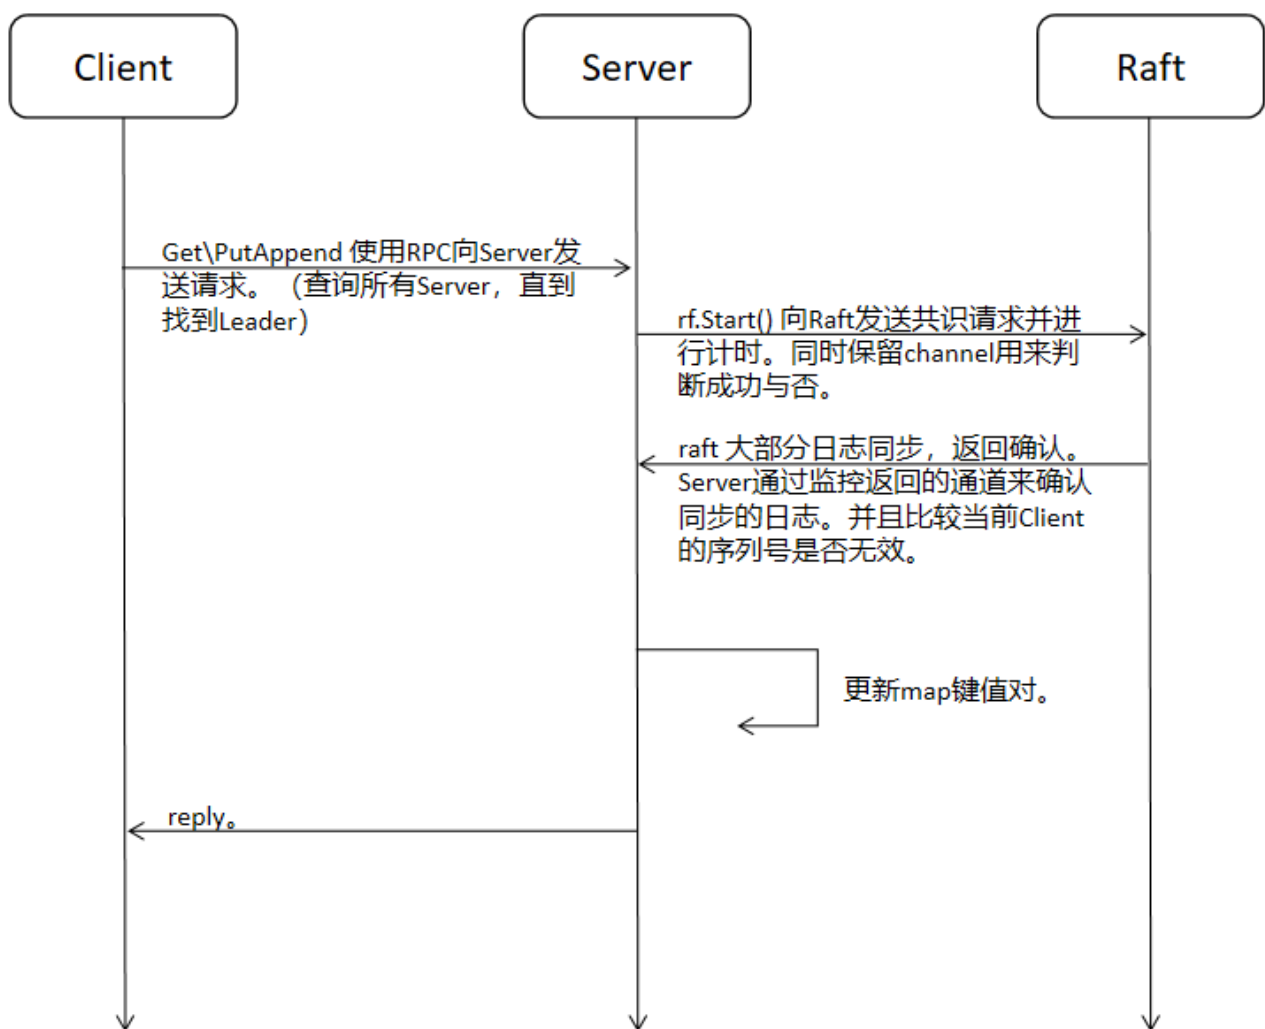 Client
Server
Raft
Get\PutAppend 使用RPC向Server发
送请求。（查询所有Server，直到
找到Leader）
rf.Start() 向Raft发送共识请求并进
行计时。同时保留channel用来判
断成功与否。
raft 大部分日志同步，返回确认。
Server通过监控返回的通道来确认
同步的日志。并且比较当前Client
的序列号是否无效。
更新map键值对。
reply。